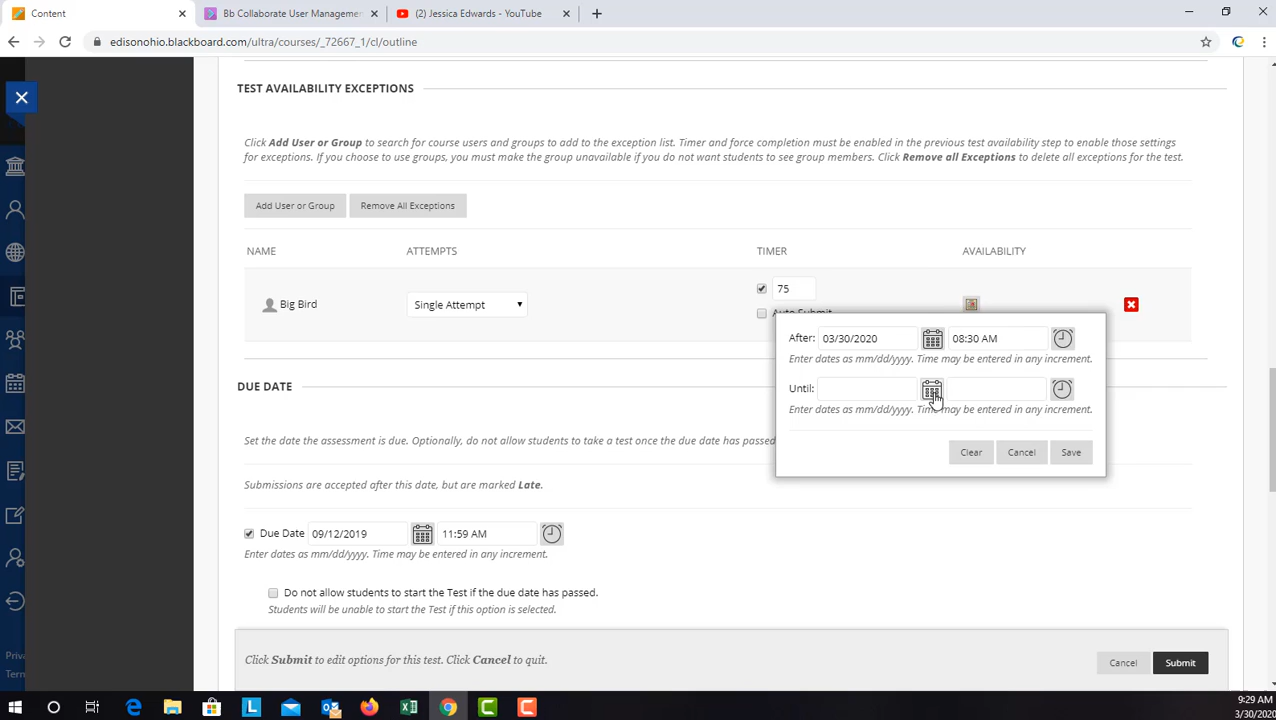 Content
Bb Collaborate User Management
(2) Jessica Edwards - YouTube
edisonohio.blackboard.com/ultra/courses/_72667_1/cl/outline
TEST AVAILABILITY EXCEPTIONS
Click Add User or Group to search for course users and groups to add to the exception list. Timer and force completion must be enabled in the previous test availability step to enable those settings
for exceptions. If you choose to use groups, you must make the group unavailable if you do not want students to see group members. Click Remove all Exceptions to delete all exceptions for the test.
Add User or Group
Remove All Exceptions
NAME
ATTEMPTS
TIMER
AVAILABILITY
Big Bird
Single Attempt
75
Auto Submit
After:
03/30/2020
08:30 AM
Enter dates as mm/dd/yyyy. Time may be entered in any increment.
Until:
Enter dates as mm/dd/yyyy. Time may be entered in any increment.
Clear
Cancel
Save
DUE DATE
Set the date the assessment is due. Optionally, do not allow students to take a test once the due date has passed
Submissions are accepted after this date, but are marked Late.
Due Date
09/12/2019
11:59 AM
Enter dates as mm/dd/yyyy. Time may be entered in any increment.
Do not allow students to start the Test if the due date has passed.
Students will be unable to start the Test if this option is selected.
Click Submit to edit options for this test. Click Cancel to quit.
Cancel
Submit
Priva
Term
9:29 AM
3/30/2020